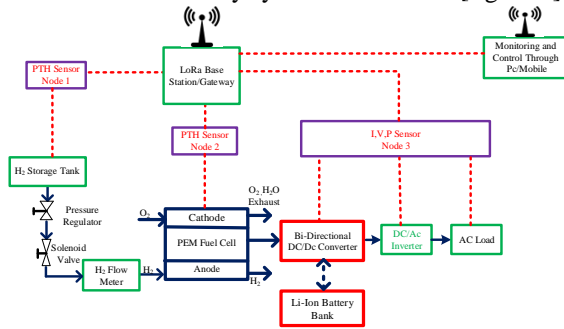 PTH Sensor
Node 1
LoRa Base
Station/Gateway
Monitoring and
Control Through
Pc/Mobile
PTH Sensor
Node 2
I,V,P Sensor
Node 3
H2 Storage Tank
Pressure
Regulator
Solenoid
Valve
H2 Flow
Meter
H2
O2
Cathode
PEM Fuel Cell
Anode
O2,H2O
Exhaust
H2
Bi-Directional
DC/Dc Converter
DC/Ac
Inverter
AC Load
Li-Ion Battery
Bank